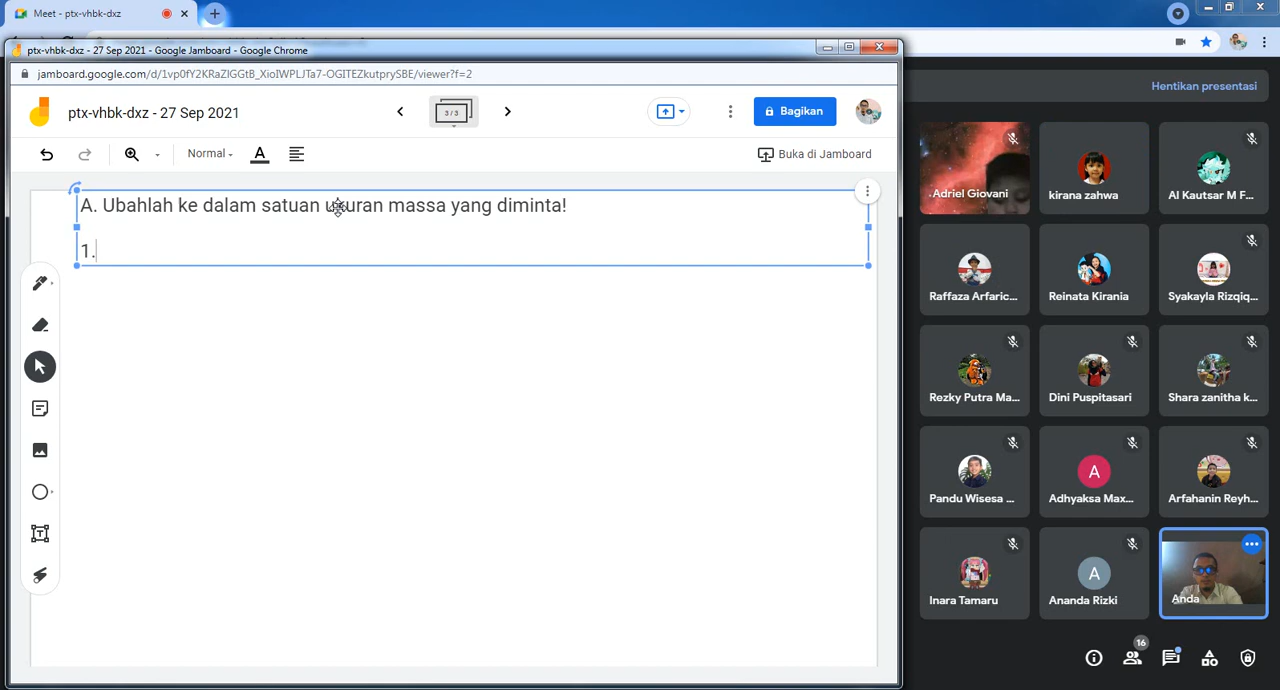 Meet - ptx-vhbk-dxz
ptx-vhbk-dxz - 27 Sep 2021 - Google Jamboard - Google Chrome
jamboard.google.com/d/1vp0fY2KRaZIGGtB_XioIWPLJTa7-OGITEZkutprySBE/viewer?f=2
Hentikan presentasi
ptx-vhbk-dxz - 27 Sep 2021
3 / 3
Bagikan
Normal
A
Buka di Jamboard
A. Ubahlah ke dalam satuan ukuran massa yang diminta!
1.
Adriel Giovani
kirana zahwa
Al Kautsar M F...
Raffaza Arfaric...
Reinata Kirania
Syakayla Rizqiq...
Rezky Putra Ma...
Dini Puspitasari
Shara zanitha k...
Pandu Wisesa ...
A
Adhyaksa Max...
Arfahanin Reyh...
Inara Tamaru
A
Ananda Rizki
Anda
16